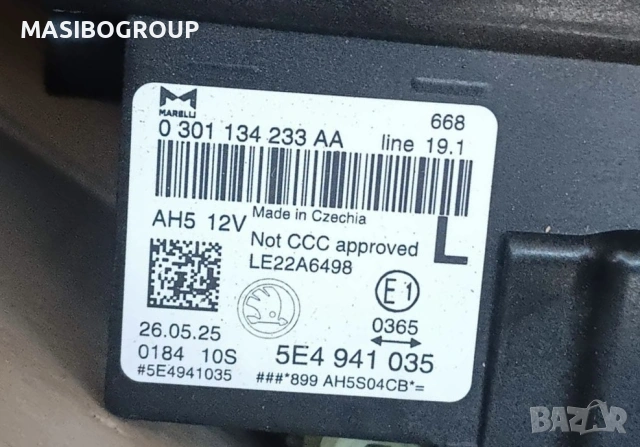 MASIBOGROUP
MARELLI
668
0 301 134 233 AA line 19.1
AH5 12V Made in Czechia
L
Not CCC approved
LE22A6498
E1
0365
26.05.25
0184 10S 5E4 941 035
#5E4941035 ###*899 AH5S04CB*=
BAZAR